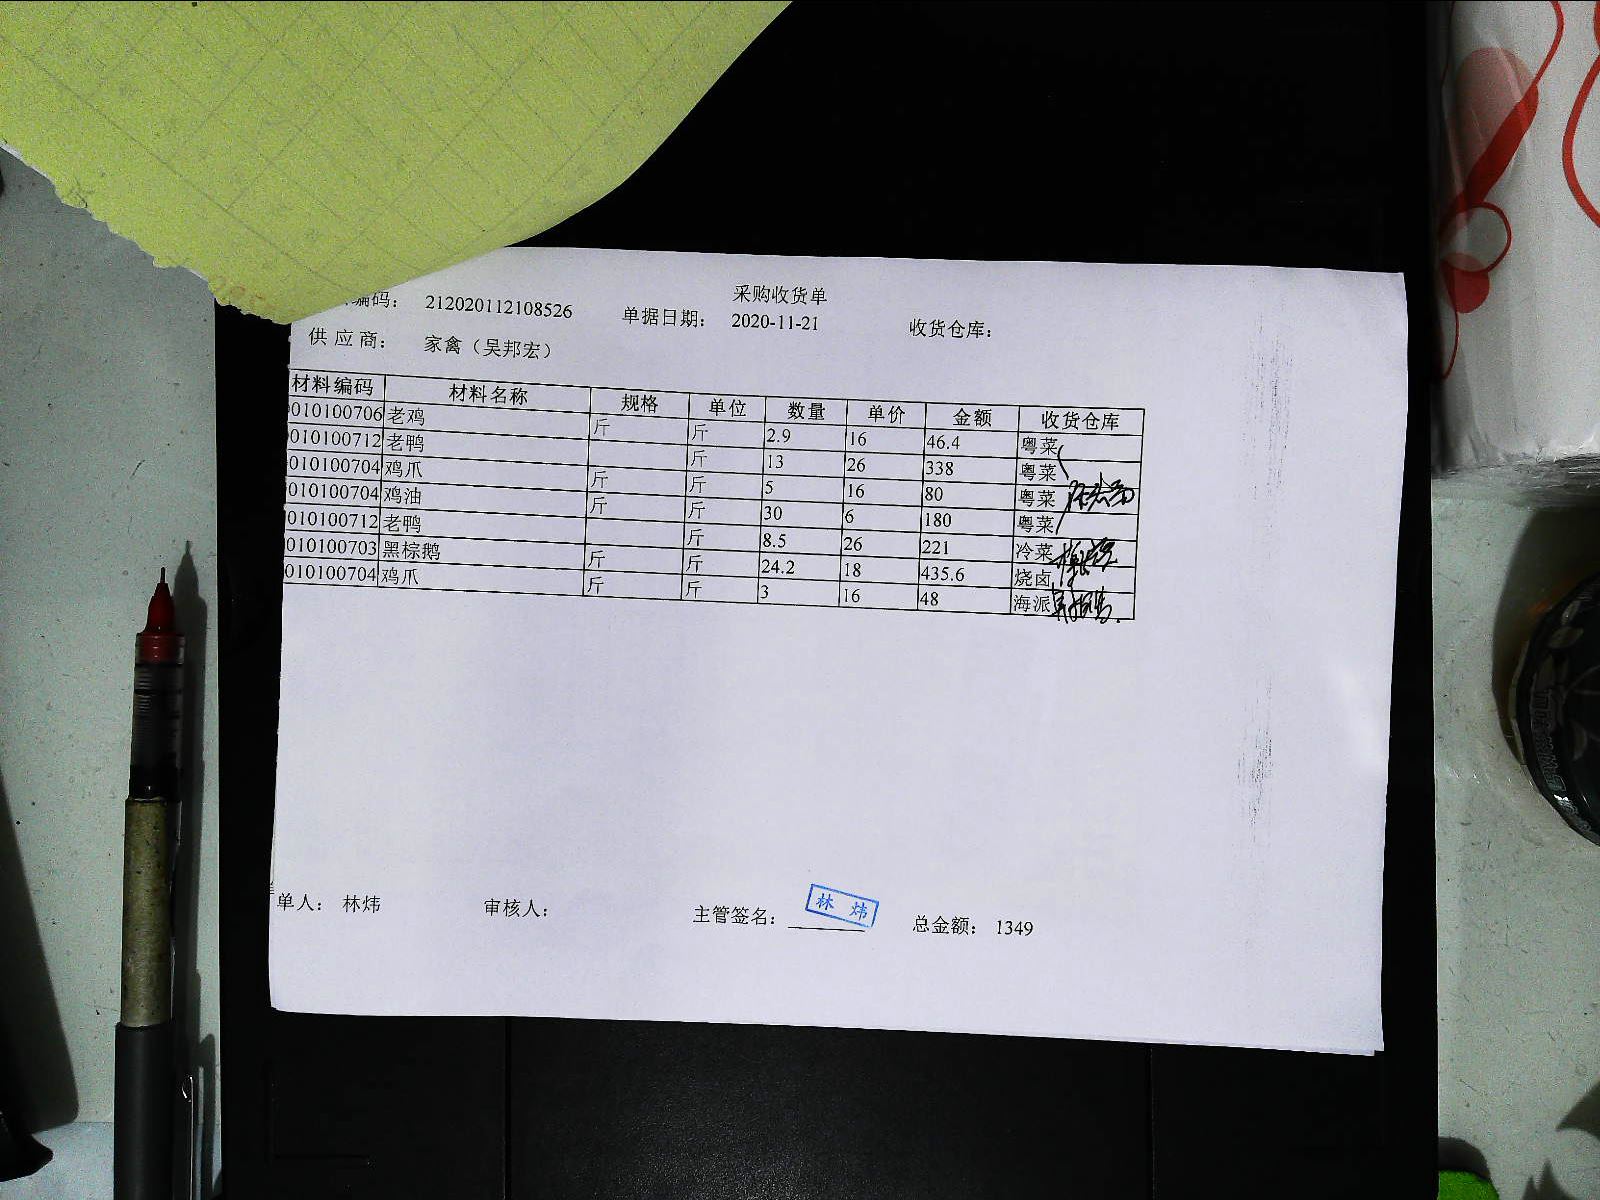 采购收货单
编码： 212020112108526 单据日期： 2020-11-21 收货仓库：
供 应 商： 家禽（吴邦宏）
材料编码 材料名称 规格 单位 数量 单价 金额 收货仓库
010100706 老鸡 斤 斤 2.9 16 46.4 粤菜
010100712 老鸭 斤 13 26 338 粤菜
010100704 鸡爪 斤 斤 5 16 80 粤菜
010100704 鸡油 斤 斤 30 6 180 粤菜
010100712 老鸭 斤 8.5 26 221 冷菜
010100703 黑棕鹅 斤 斤 24.2 18 435.6 烧卤
010100704 鸡爪 斤 斤 3 16 48 海派
单人： 林炜 审核人： 主管签名： 林 炜 总金额： 1349